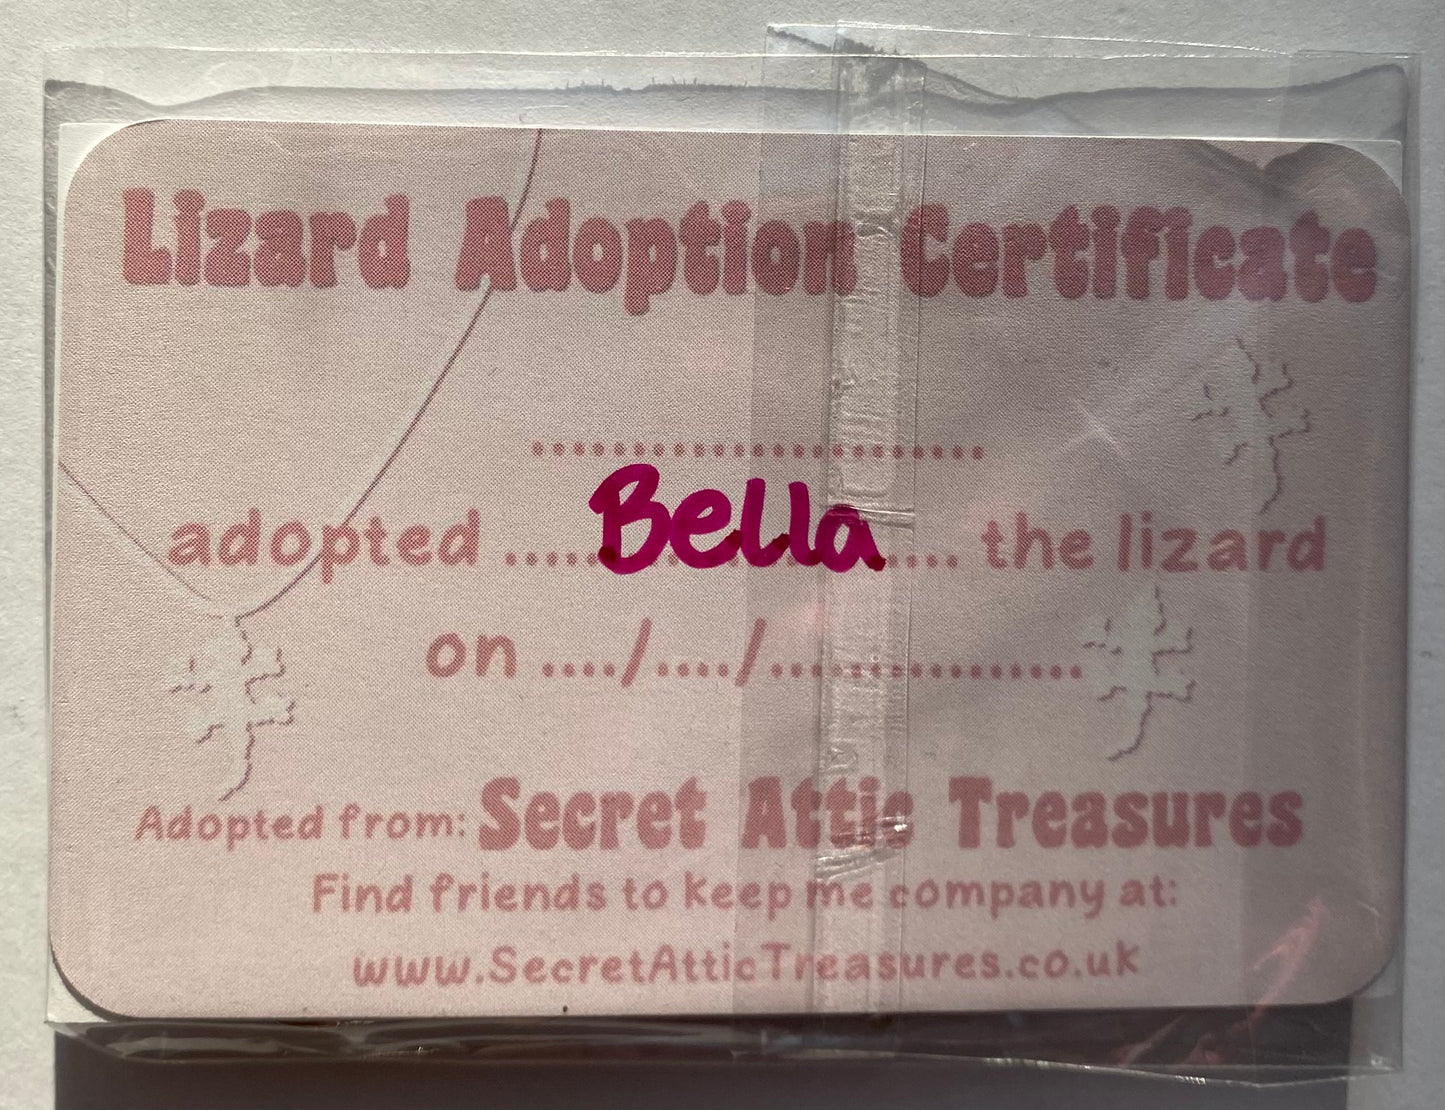 Lizard Adoption Certificate
..............................
adopted ....Bella.... the lizard
on ..../..../..................
Adopted from: Secret Attic Treasures
Find friends to keep me company at:
www.SecretAtticTreasures.co.uk